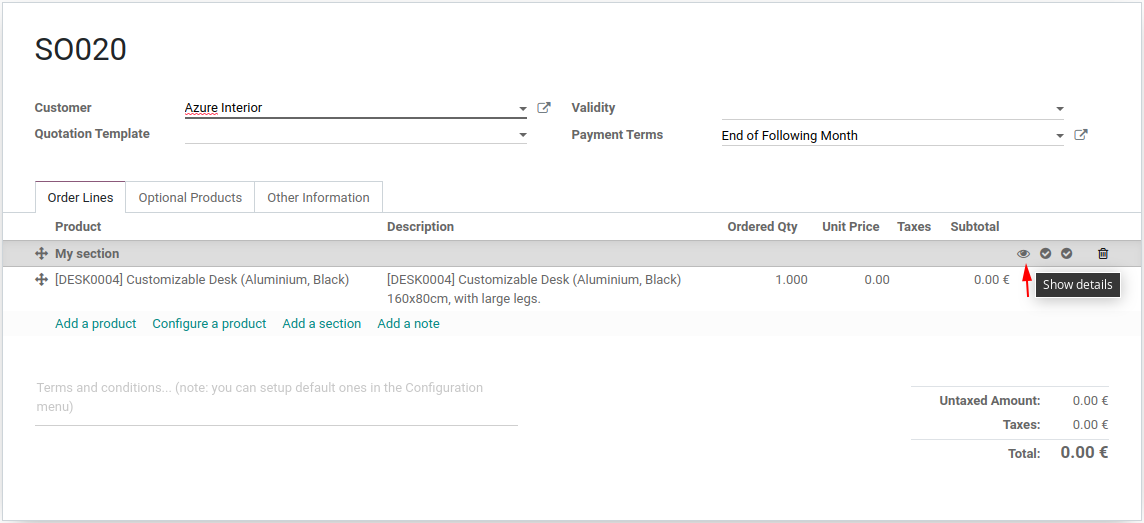 SO020
Customer Azure Interior Validity
Quotation Template Payment Terms End of Following Month
Order Lines Optional Products Other Information
Product Description Ordered Qty Unit Price Taxes Subtotal
My section
[DESK0004] Customizable Desk (Aluminium, Black) [DESK0004] Customizable Desk (Aluminium, Black) 1.000 0.00 0.00 € Show details
160x80cm, with large legs.
Add a product Configure a product Add a section Add a note
Terms and conditions... (note: you can setup default ones in the Configuration
menu)
Untaxed Amount: 0.00 €
Taxes: 0.00 €
Total: 0.00 €